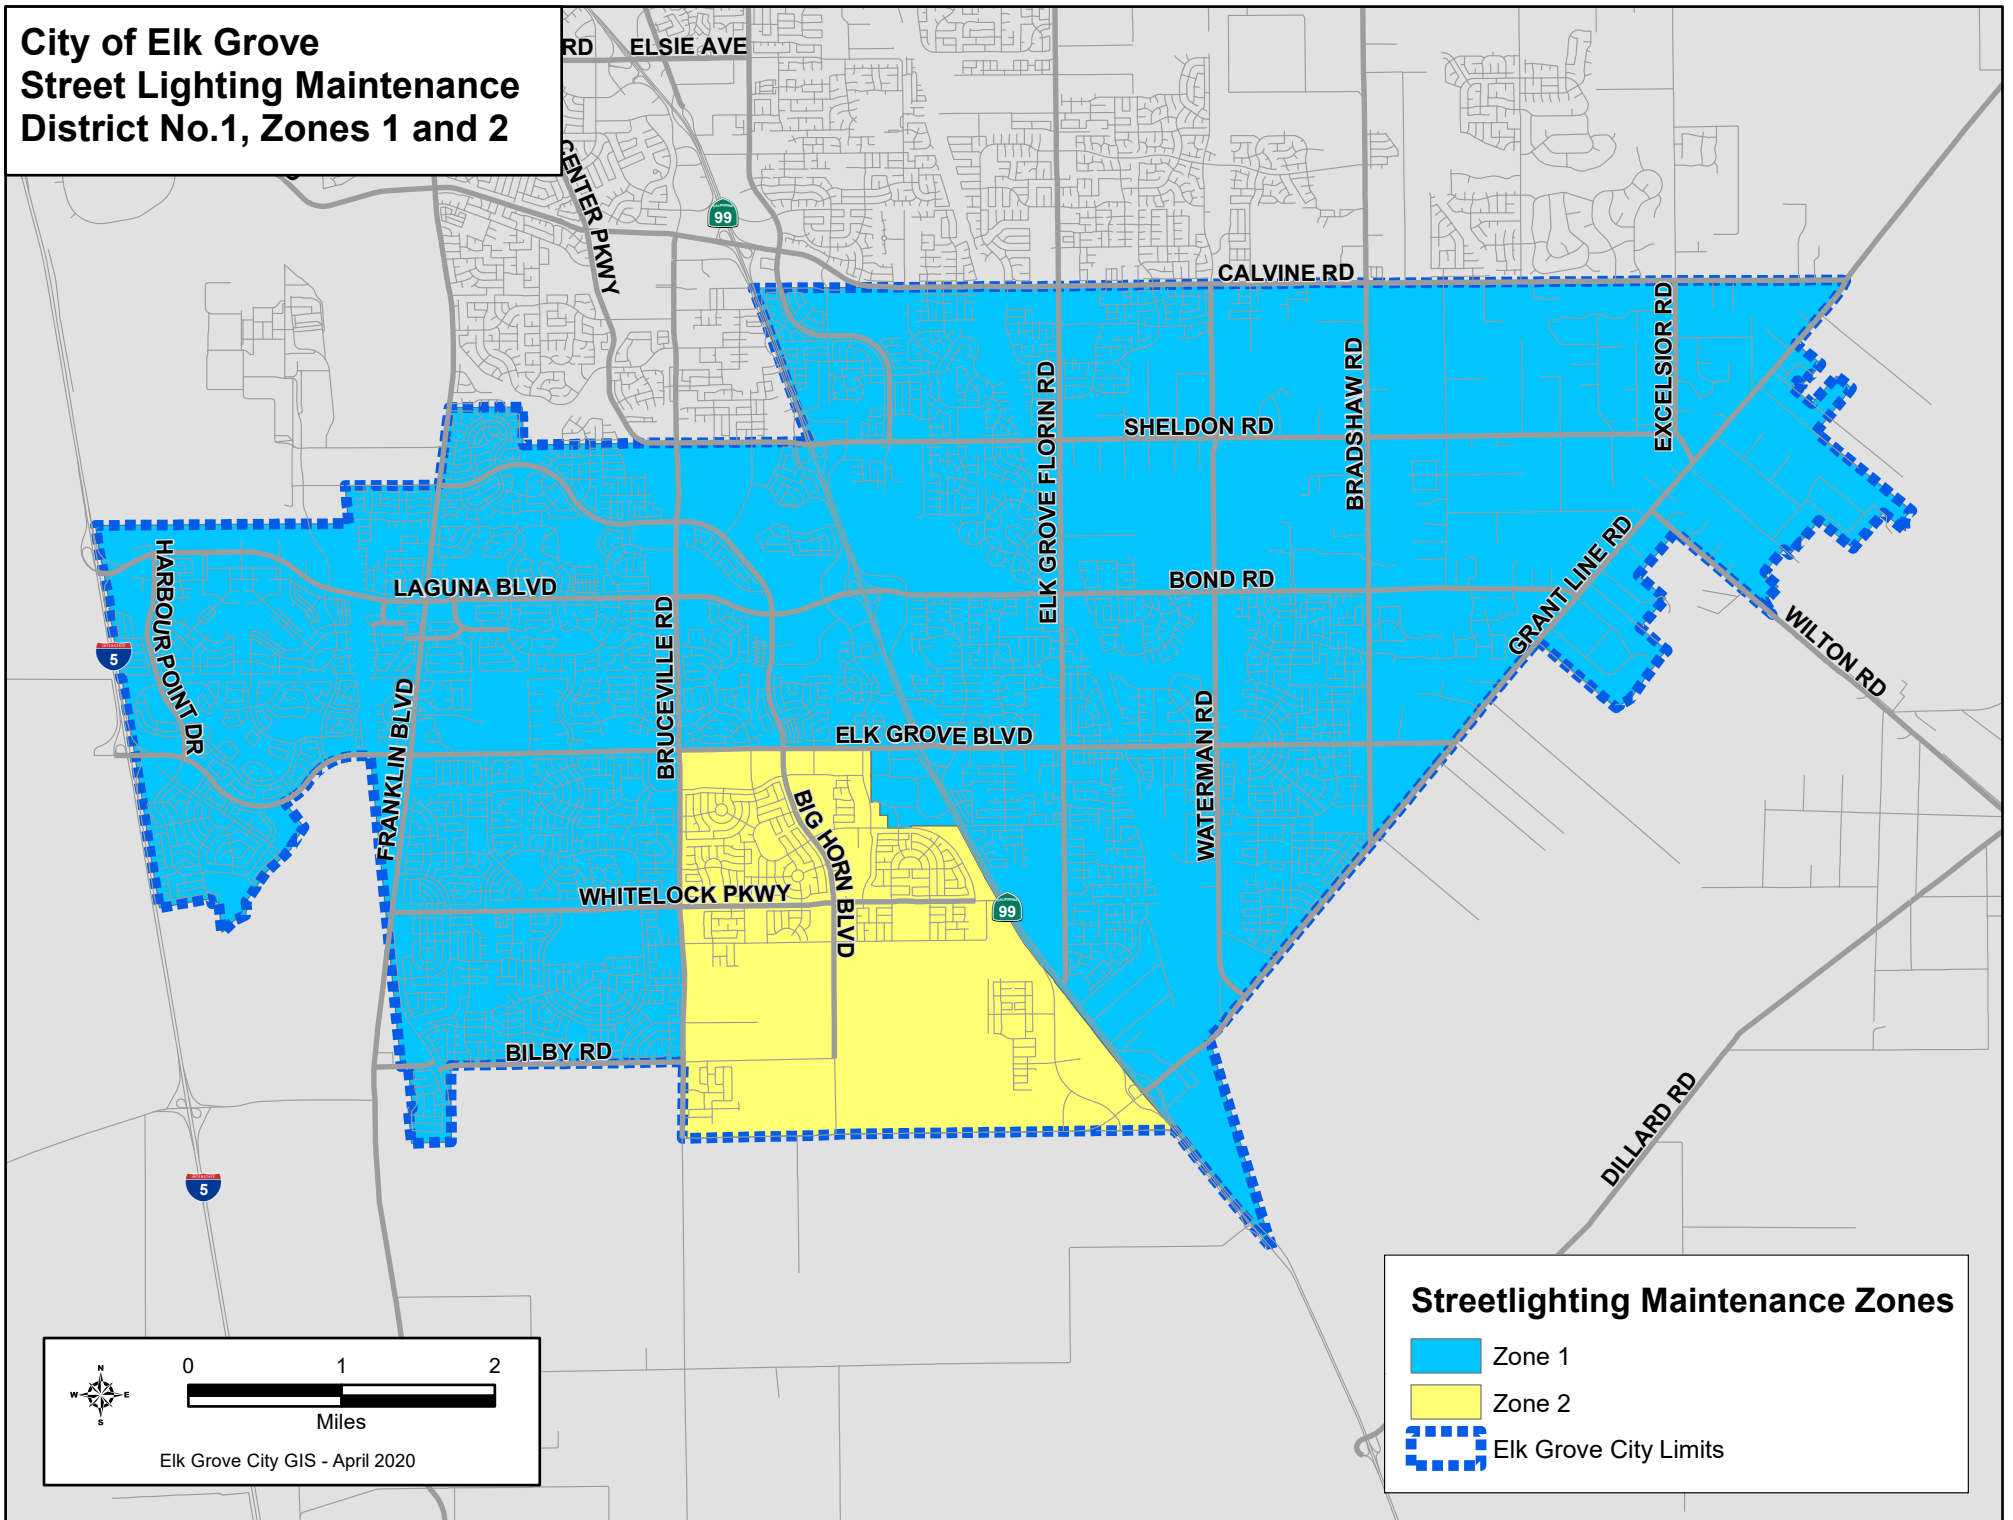 City of Elk Grove
Street Lighting Maintenance
District No.1, Zones 1 and 2
RD
ELSIE AVE
CENTER PKWY
CALIFORNIA
99
CALVINE RD
EXCELSIOR RD
SHELDON RD
BRADSHAW RD
ELK GROVE FLORIN RD
HARBOUR POINT DR
LAGUNA BLVD
BOND RD
GRANT LINE RD
WILTON RD
BRUCEVILLE RD
INTERSTATE
5
FRANKLIN BLVD
WATERMAN RD
ELK GROVE BLVD
BIG HORN BLVD
WHITELOCK PKWY
CALIFORNIA
99
BILBY RD
DILLARD RD
INTERSTATE
5
Streetlighting Maintenance Zones
Zone 1
Zone 2
Elk Grove City Limits
N
W E
S
0 1 2
Miles
Elk Grove City GIS - April 2020